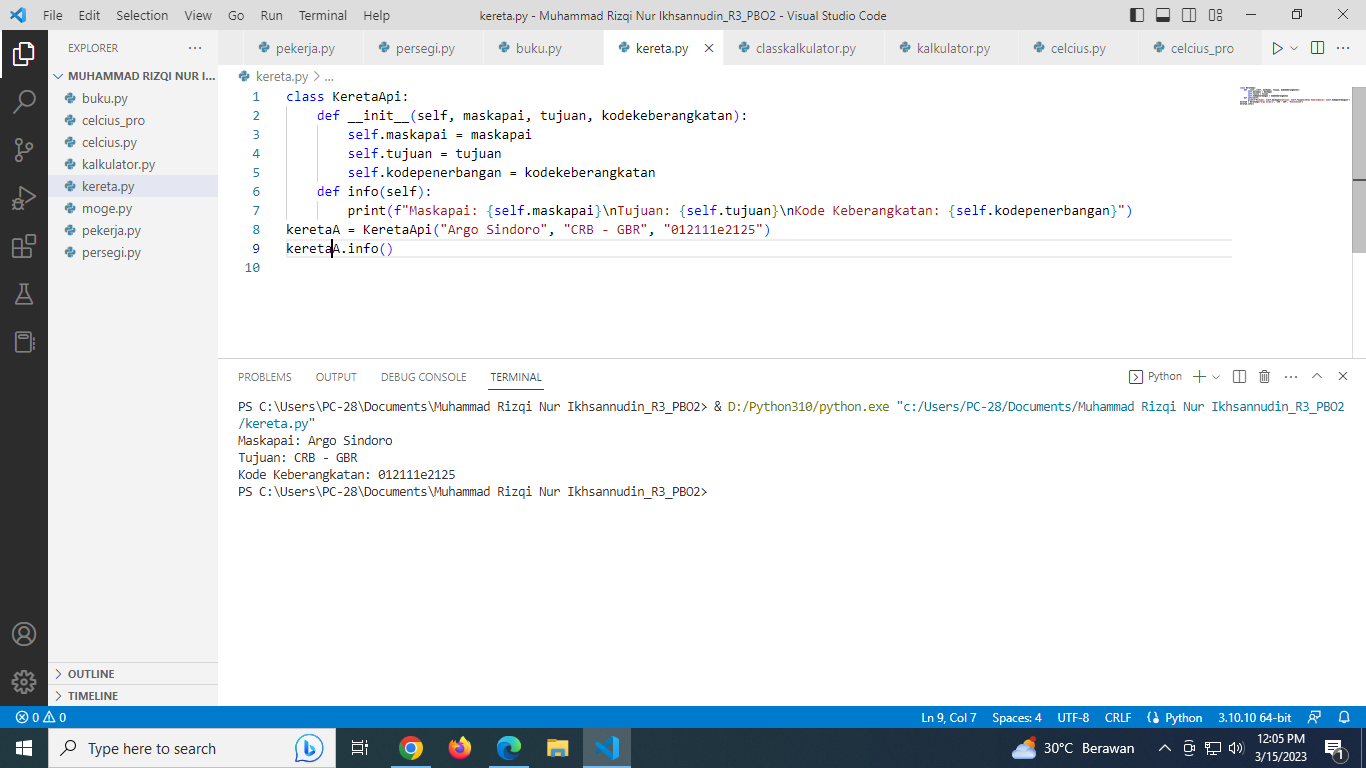 File Edit Selection View Go Run Terminal Help
kereta.py - Muhammad Rizqi Nur Ikhsannudin_R3_PBO2 - Visual Studio Code
EXPLORER
pekerja.py persegi.py buku.py kereta.py classkalkulator.py kalkulator.py celcius.py celcius_pro
MUHAMMAD RIZQI NUR I...
buku.py
celcius_pro
celcius.py
kalkulator.py
kereta.py
moge.py
pekerja.py
persegi.py
OUTLINE
TIMELINE
kereta.py > ...
1 class KeretaApi:
2     def __init__(self, maskapai, tujuan, kodekeberangkatan):
3         self.maskapai = maskapai
4         self.tujuan = tujuan
5         self.kodepenerbangan = kodekeberangkatan
6     def info(self):
7         print(f"Maskapai: {self.maskapai}\nTujuan: {self.tujuan}\nKode Keberangkatan: {self.kodepenerbangan}")
8 keretaA = KeretaApi("Argo Sindoro", "CRB - GBR", "012111e2125")
9 keretaA.info()
10
PROBLEMS OUTPUT DEBUG CONSOLE TERMINAL
Python
PS C:\Users\PC-28\Documents\Muhammad Rizqi Nur Ikhsannudin_R3_PBO2> & D:/Python310/python.exe "c:/Users/PC-28/Documents/Muhammad Rizqi Nur Ikhsannudin_R3_PBO2
/kereta.py"
Maskapai: Argo Sindoro
Tujuan: CRB - GBR
Kode Keberangkatan: 012111e2125
PS C:\Users\PC-28\Documents\Muhammad Rizqi Nur Ikhsannudin_R3_PBO2>
0 0
Ln 9, Col 7 Spaces: 4 UTF-8 CRLF Python 3.10.10 64-bit
Type here to search
30°C Berawan
12:05 PM
3/15/2023
1